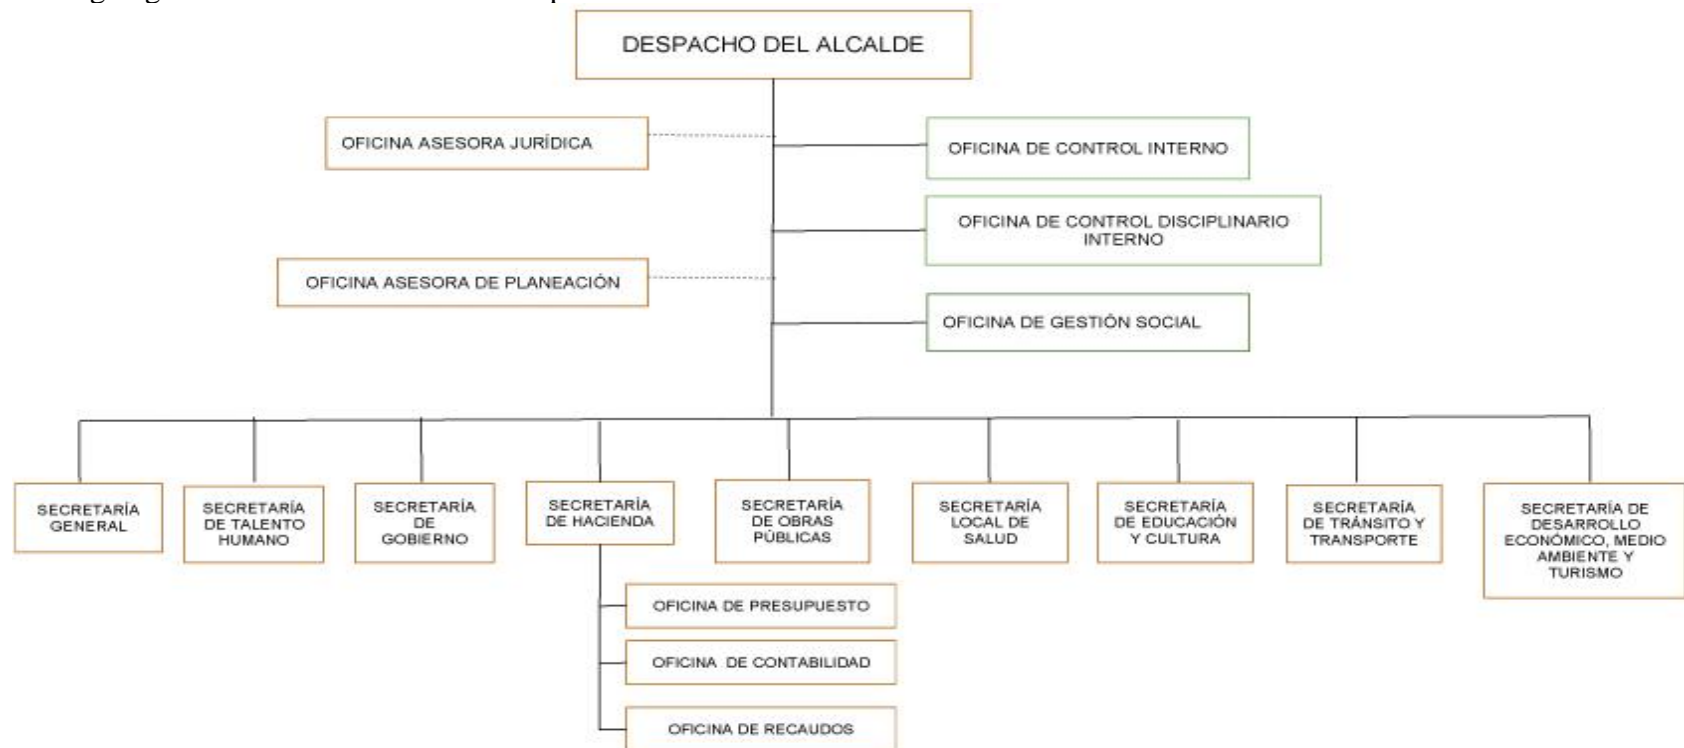 DESPACHO DEL ALCALDE
OFICINA ASESORA JURÍDICA
OFICINA DE CONTROL INTERNO
OFICINA DE CONTROL DISCIPLINARIO
INTERNO
OFICINA ASESORA DE PLANEACIÓN
OFICINA DE GESTIÓN SOCIAL
SECRETARÍA
GENERAL
SECRETARÍA
DE TALENTO
HUMANO
SECRETARÍA
DE
GOBIERNO
SECRETARÍA
DE HACIENDA
SECRETARÍA
DE OBRAS
PÚBLICAS
SECRETARÍA
LOCAL DE
SALUD
SECRETARÍA
DE EDUCACIÓN
Y CULTURA
SECRETARÍA
DE TRÁNSITO Y
TRANSPORTE
SECRETARÍA DE
DESARROLLO
ECONÓMICO, MEDIO
AMBIENTE Y
TURISMO
OFICINA DE PRESUPUESTO
OFICINA DE CONTABILIDAD
OFICINA DE RECAUDOS